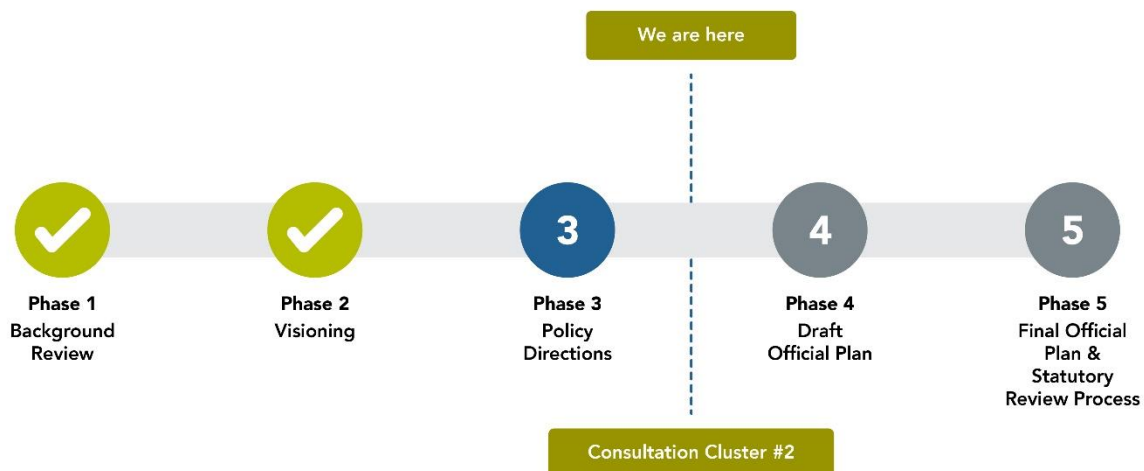 We are here
3
4
5
Phase 1
Background
Review
Phase 2
Visioning
Phase 3
Policy
Directions
Phase 4
Draft
Official Plan
Phase 5
Final Official
Plan &
Statutory
Review Process
Consultation Cluster #2